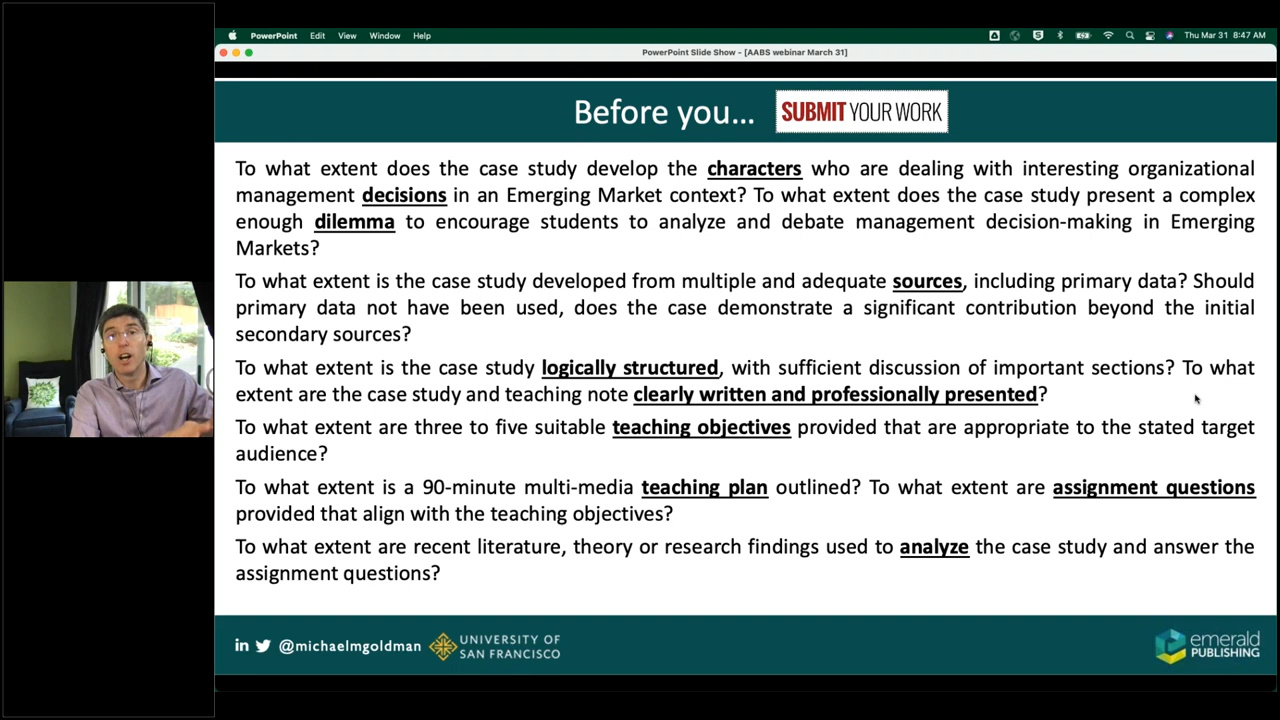 PowerPoint Edit View Window Help Thu Mar 31 8:47 AM
PowerPoint Slide Show - [AABS webinar March 31]
Before you... SUBMIT YOUR WORK
To what extent does the case study develop the characters who are dealing with interesting organizational
management decisions in an Emerging Market context? To what extent does the case study present a complex
enough dilemma to encourage students to analyze and debate management decision-making in Emerging
Markets?
To what extent is the case study developed from multiple and adequate sources, including primary data? Should
primary data not have been used, does the case demonstrate a significant contribution beyond the initial
secondary sources?
To what extent is the case study logically structured, with sufficient discussion of important sections? To what
extent are the case study and teaching note clearly written and professionally presented?
To what extent are three to five suitable teaching objectives provided that are appropriate to the stated target
audience?
To what extent is a 90-minute multi-media teaching plan outlined? To what extent are assignment questions
provided that align with the teaching objectives?
To what extent are recent literature, theory or research findings used to analyze the case study and answer the
assignment questions?
in @michaelmgoldman
UNIVERSITY OF
SAN FRANCISCO
emerald
PUBLISHING